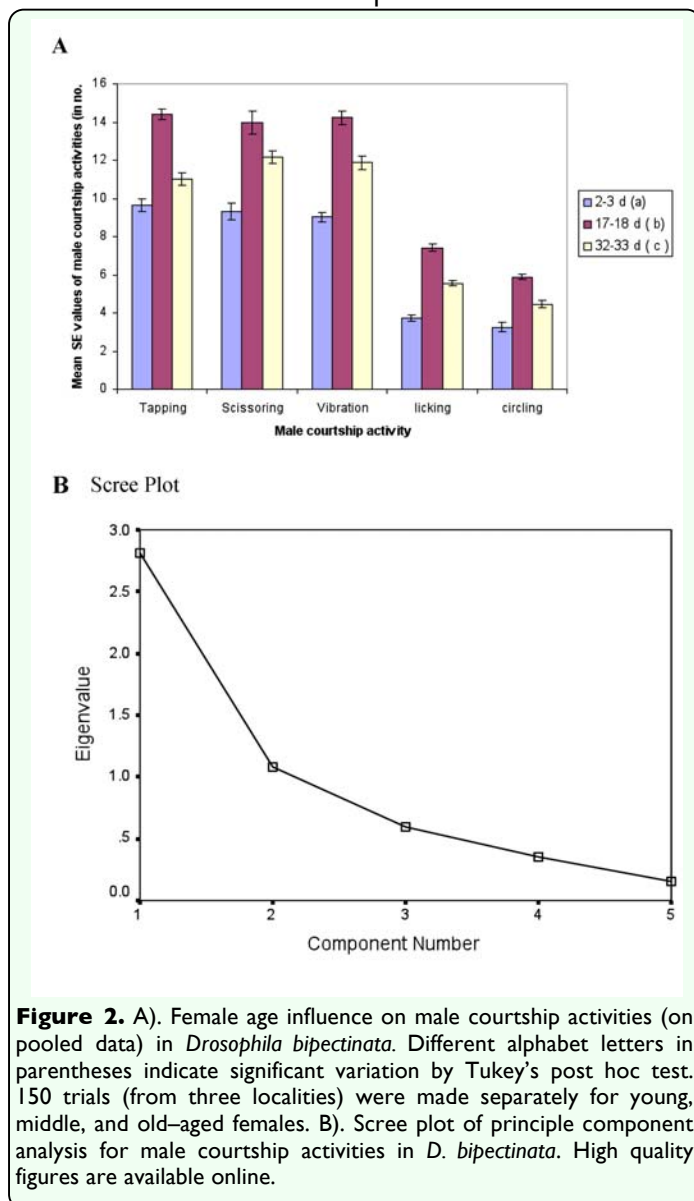 A
Mean SE values of male courtship activities (in no.
16
14
12
10
8
6
4
2
0
Tapping
Scissoring
Vibration
licking
circling
Male courtship activity
2-3 d (a)
17-18 d ( b)
32-33 d ( c )
B Scree Plot
Eigenvalue
3.0
2.5
2.0
1.5
1.0
.5
0.0
1
2
3
4
5
Component Number
Figure 2. A). Female age influence on male courtship activities (on
pooled data) in Drosophila bipectinata. Different alphabet letters in
parentheses indicate significant variation by Tukey's post hoc test.
150 trials (from three localities) were made separately for young,
middle, and old–aged females. B). Scree plot of principle component
analysis for male courtship activities in D. bipectinata. High quality
figures are available online.